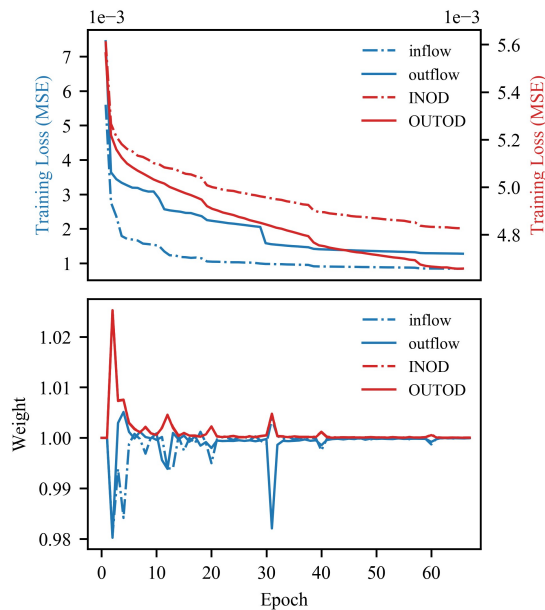 1e−3
1e−3
Training Loss (MSE)
7
6
5
4
3
2
1
inflow
outflow
INOD
OUTOD
5.6
5.4
5.2
5.0
4.8
Training Loss (MSE)
Weight
1.02
1.01
1.00
0.99
0.98
inflow
outflow
INOD
OUTOD
0 10 20 30 40 50 60
Epoch